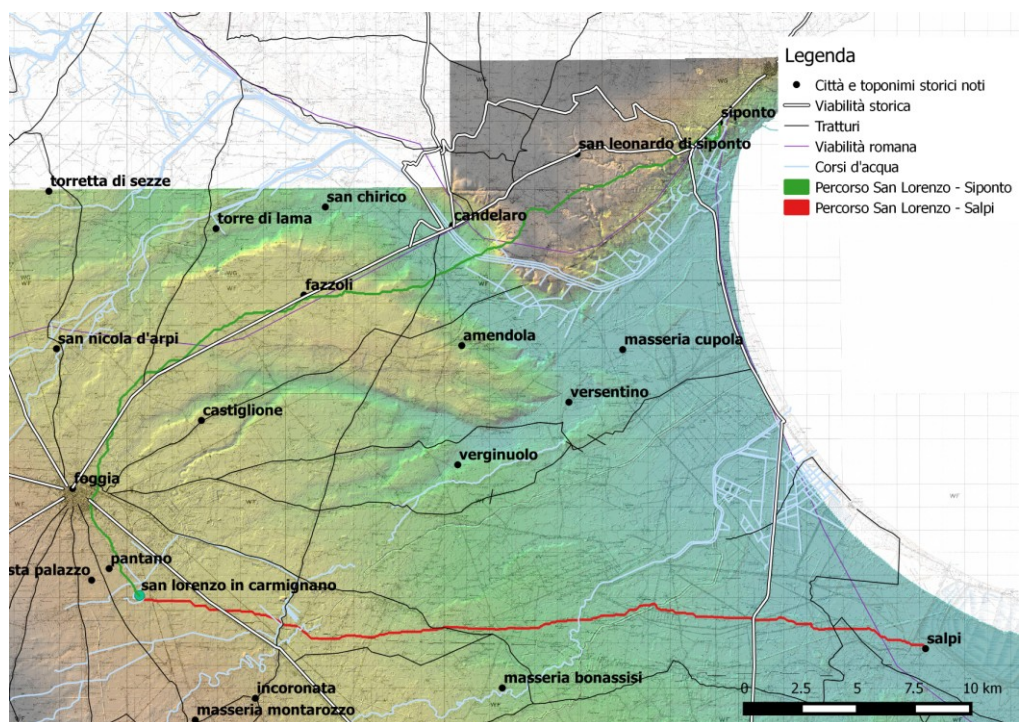 Legenda
Città e toponimi storici noti
Viabilità storica
Tratturi
Viabilità romana
Corsi d'acqua
Percorso San Lorenzo - Siponto
Percorso San Lorenzo - Salpi
siponto
san leonardo di siponto
torretta di sezze
san chirico
torre di lama
candelaro
fazzoli
san nicola d'arpi
amendola
masseria cupola
versentino
castiglione
verginuolo
foggia
pantano
sta palazzo
san lorenzo in carmignano
salpi
masseria bonassisi
incoronata
masseria montarozzo
0 2.5 5 7.5 10 km